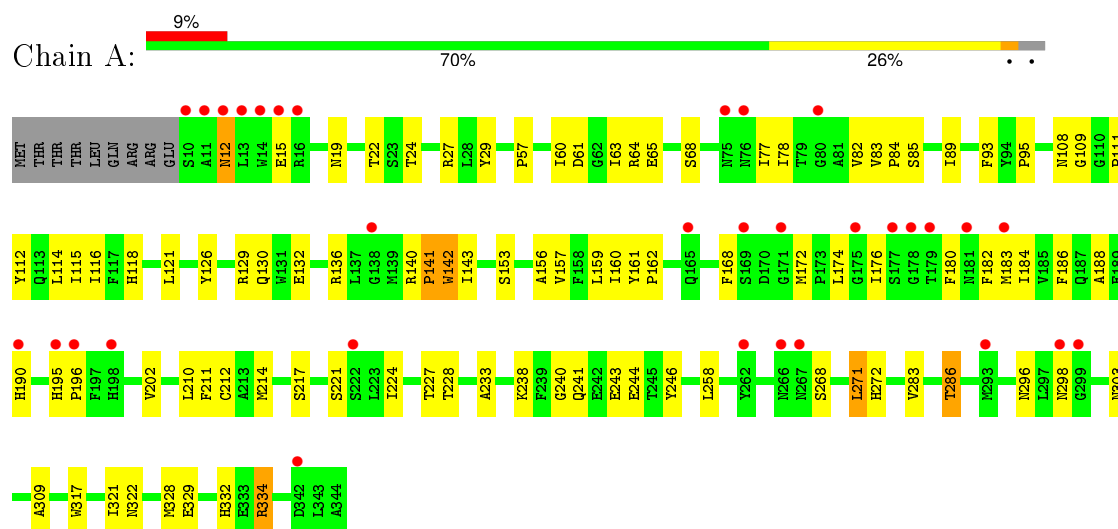 9%
Chain A:
70% 26% • •
MET THR THR THR LEU GLN ARG ARG GLU S10 A11 N12 L13 W14 E15 R16 N19 T22 S23 T24 R27 L28 Y29 P57 I60 D61 G62 I63 R64 E65 S68 N75 N76 I77 I78 T79 G80 A81 V82 V83 P84 S85 I89 F93 Y94 P95 N108 G109 G110
Y112 Q113 L114 I115 I116 F117 H118 L121 Y126 R129 Q130 W131 E132 R136 L137 G138 M139 R140 P141 W142 I143 S153 A156 V157 F158 L159 I160 Y161 P162 Q165 F168 S169 D170 G171 M172 P173 L174 G175 I176 S177 G178 T179 F180 N181 F182 M183 I184 V185 F186 Q187 A188
H190 H195 P196 F197 H198 V202 L210 F211 C212 A213 M214 S217 S221 S222 L223 I224 T227 T228 A233 K238 F239 G240 Q241 E242 E243 E244 T245 Y246 L258 Y262 N266 N267 S268 L271 H272 V283 T286 M293 N296 L297 N298 G299
A309 W317 I321 N322 M328 E329 H332 E333 R334 D342 L343 A344